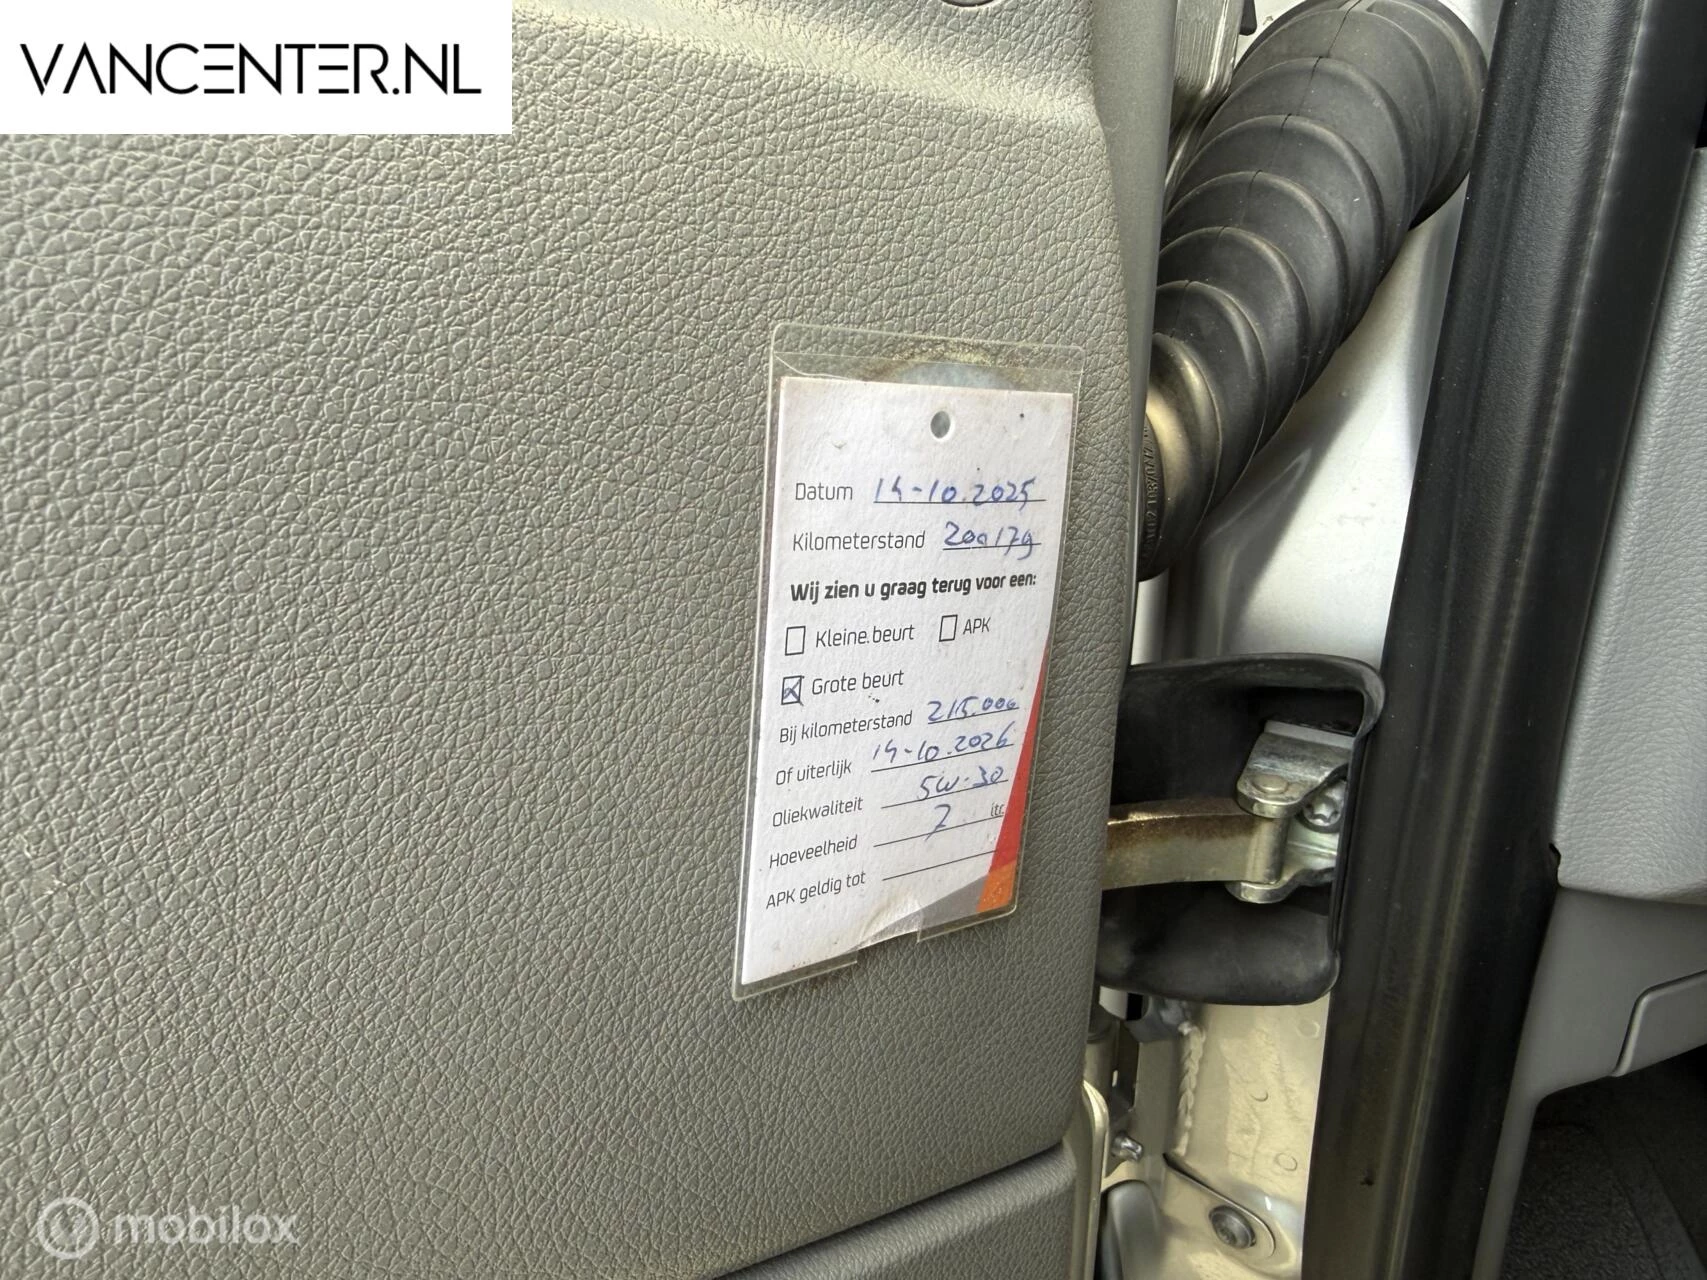 VANCENTER.NL
Datum 14-10.2025
Kilometerstand 200179
Wij zien u graag terug voor een:
Kleine beurt APK
Grote beurt
Bij kilometerstand 215.000
Of uiterlijk 14-10.2026
Oliekwaliteit 5W-30
Hoeveelheid 7 ltr.
APK geldig tot
mobilox